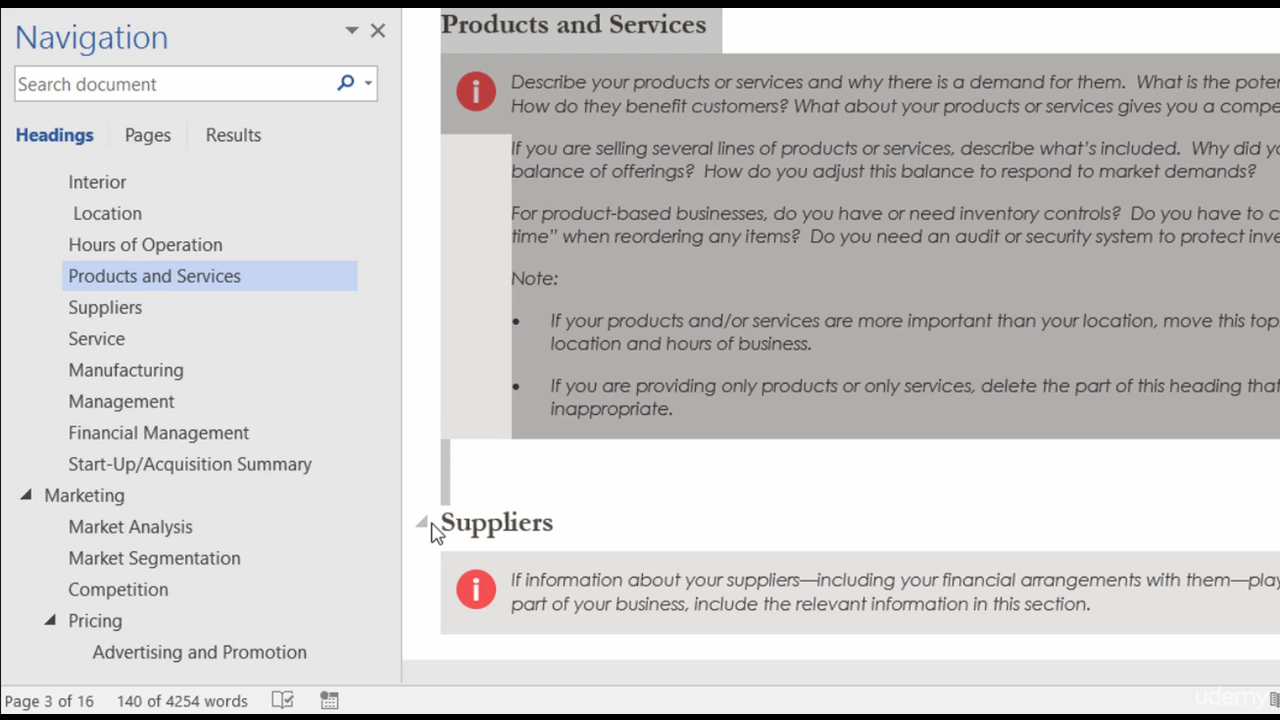 Navigation
Search document
Headings Pages Results
Interior
Location
Hours of Operation
Products and Services
Suppliers
Service
Manufacturing
Management
Financial Management
Start-Up/Acquisition Summary
Marketing
Market Analysis
Market Segmentation
Competition
Pricing
Advertising and Promotion
Products and Services
Describe your products or services and why there is a demand for them. What is the
How do they benefit customers? What about your products or services gives you a
If you are selling several lines of products or services, describe what's included. Why did
balance of offerings? How do you adjust this balance to respond to market demands?
For product-based businesses, do you have or need inventory controls? Do you have to
time" when reordering any items? Do you need an audit or security system to protect
Note:
• If your products and/or services are more important than your location, move this
location and hours of business.
• If you are providing only products or only services, delete the part of this heading
inappropriate.
Suppliers
i If information about your suppliers—including your financial arrangements with them—
part of your business, include the relevant information in this section.
Page 3 of 16 140 of 4254 words
udemy